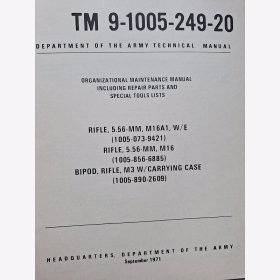 TM 9-1005-249-20
DEPARTMENT OF THE ARMY TECHNICAL MANUAL
ORGANIZATIONAL MAINTENANCE MANUAL
INCLUDING REPAIR PARTS AND
SPECIAL TOOLS LISTS
RIFLE, 5.56-MM, M16A1, W/E
(1005-073-9421)
RIFLE, 5.56-MM, M16
(1005-856-6885)
BIPOD, RIFLE, M3 W/CARRYING CASE
(1005-890-2609)
HEADQUARTERS, DEPARTMENT OF THE ARMY
September 1971